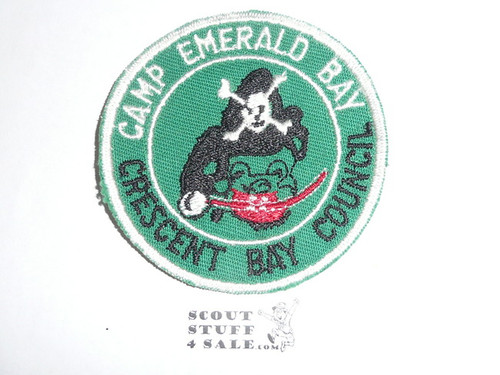 CAMP EMERALD BAY
CRESCENT BAY COUNCIL
SCOUT
STUFF
4 SALE.COM